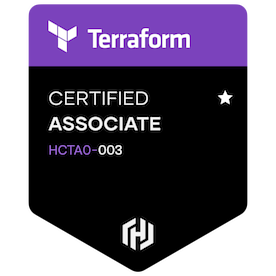 Terraform
CERTIFIED
ASSOCIATE
HCTA0-003